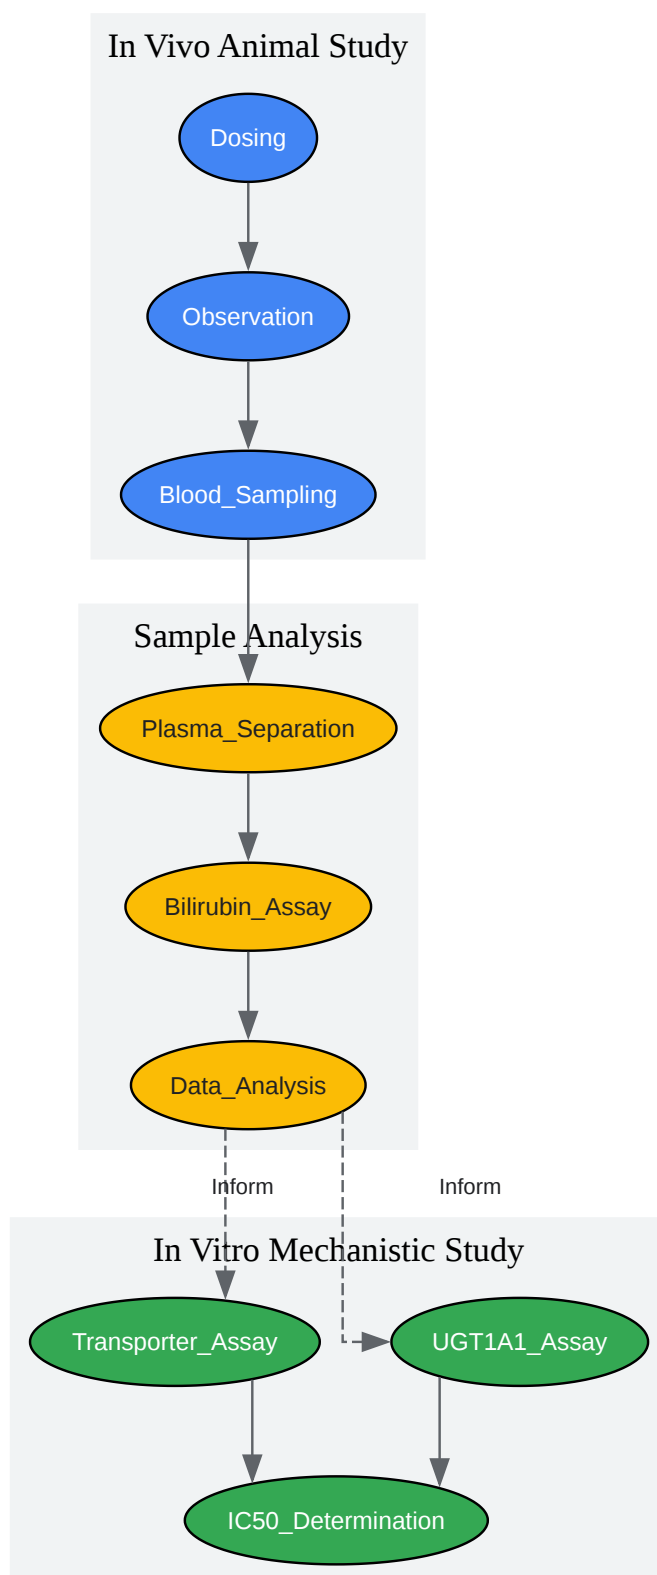 In Vivo Animal Study
Dosing
Observation
Blood_Sampling
Sample Analysis
Plasma_Separation
Bilirubin_Assay
Data_Analysis
Inform
Inform
In Vitro Mechanistic Study
Transporter_Assay
UGT1A1_Assay
IC50_Determination